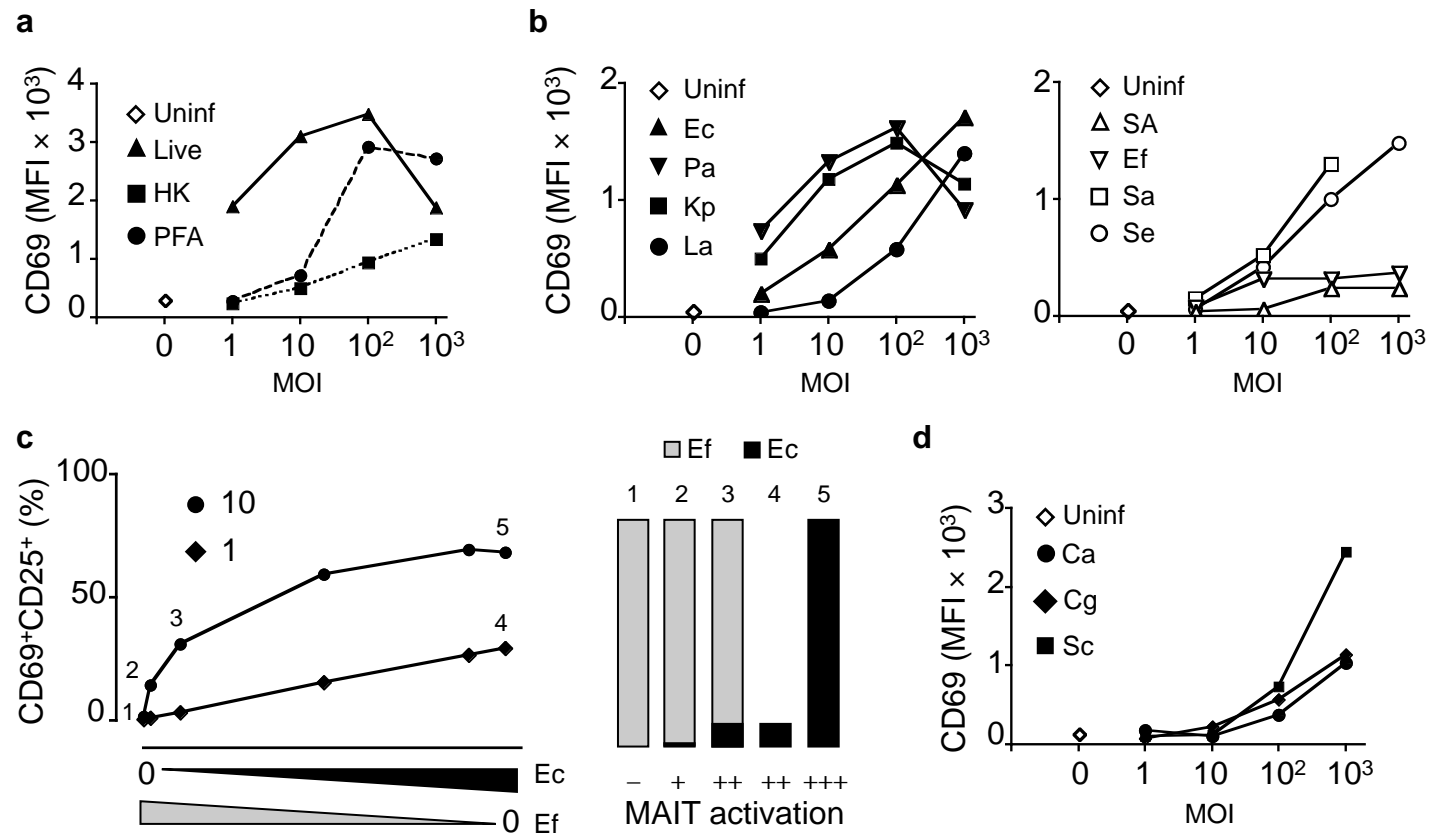 a
CD69 (MFI × 10³)
4
3
2
1
0
Uninf
Live
HK
PFA
0 1 10 10² 10³
MOI
b
CD69 (MFI × 10³)
2
1
0
Uninf
Ec
Pa
Kp
La
0 1 10 10² 10³
MOI
2
1
0
Uninf
SA
Ef
Sa
Se
0 1 10 10² 10³
MOI
c
CD69⁺CD25⁺ (%)
100
50
0
10
1
1
2
3
4
5
0 Ec
0 Ef
Ef Ec
1 2 3 4 5
– + ++ ++ +++
MAIT activation
d
CD69 (MFI × 10³)
3
2
1
0
Uninf
Ca
Cg
Sc
0 1 10 10² 10³
MOI